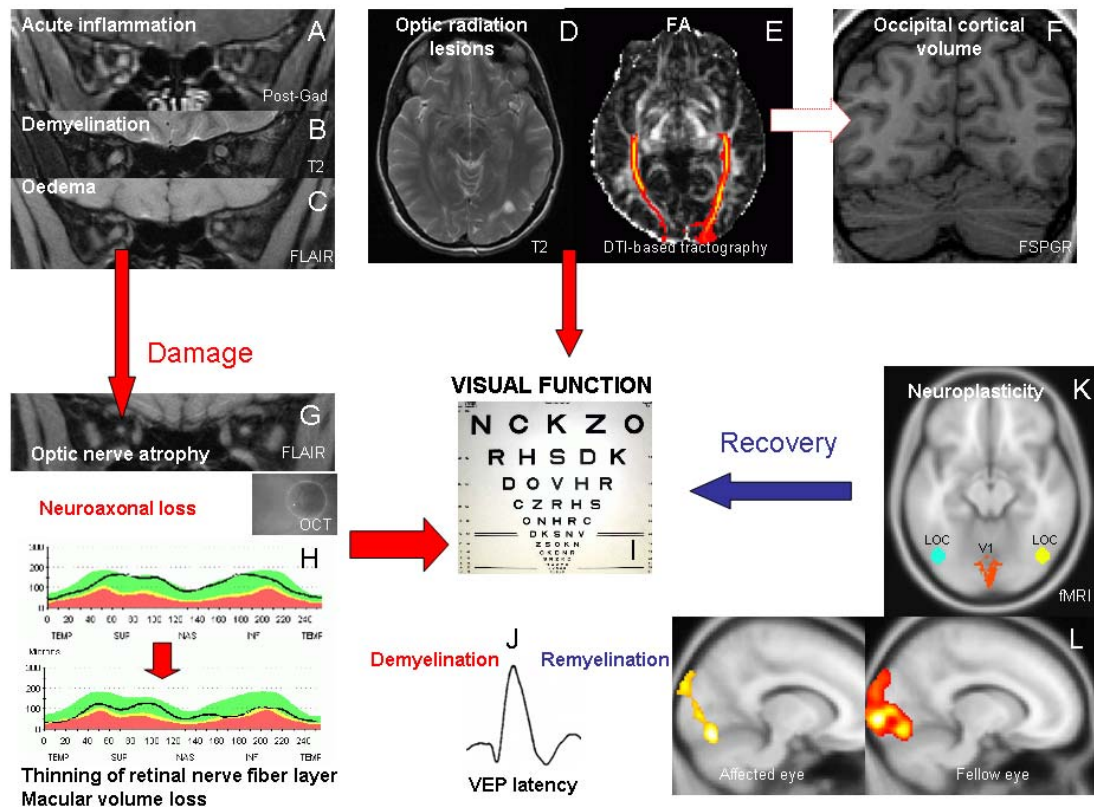 Acute inflammation
A
Post-Gad
Demyelination
B
T2
Oedema
C
FLAIR
Optic radiation
lesions
D
T2
FA
E
DTI-based tractography
Occipital cortical
volume
F
FSPGR
Damage
G
Optic nerve atrophy
FLAIR
Neuroaxonal loss
OCT
H
300
200
100
0
0 20 40 60 80 100 120 140 160 180 200 220 240
TEMP SUP NAS INF TEMP
Microns
300
200
100
0
0 20 40 60 80 100 120 140 160 180 200 220 240
TEMP SUP NAS INF TEMP
Thinning of retinal nerve fiber layer
Macular volume loss
VISUAL FUNCTION
N C K Z O
R H S D K
D O V H R
C Z R H S
O N H R C
D K S N V
Z S O K N
C K D N R
I
Recovery
Neuroplasticity
K
LOC
V1
LOC
fMRI
J
Demyelination
Remyelination
VEP latency
L
Affected eye
Fellow eye